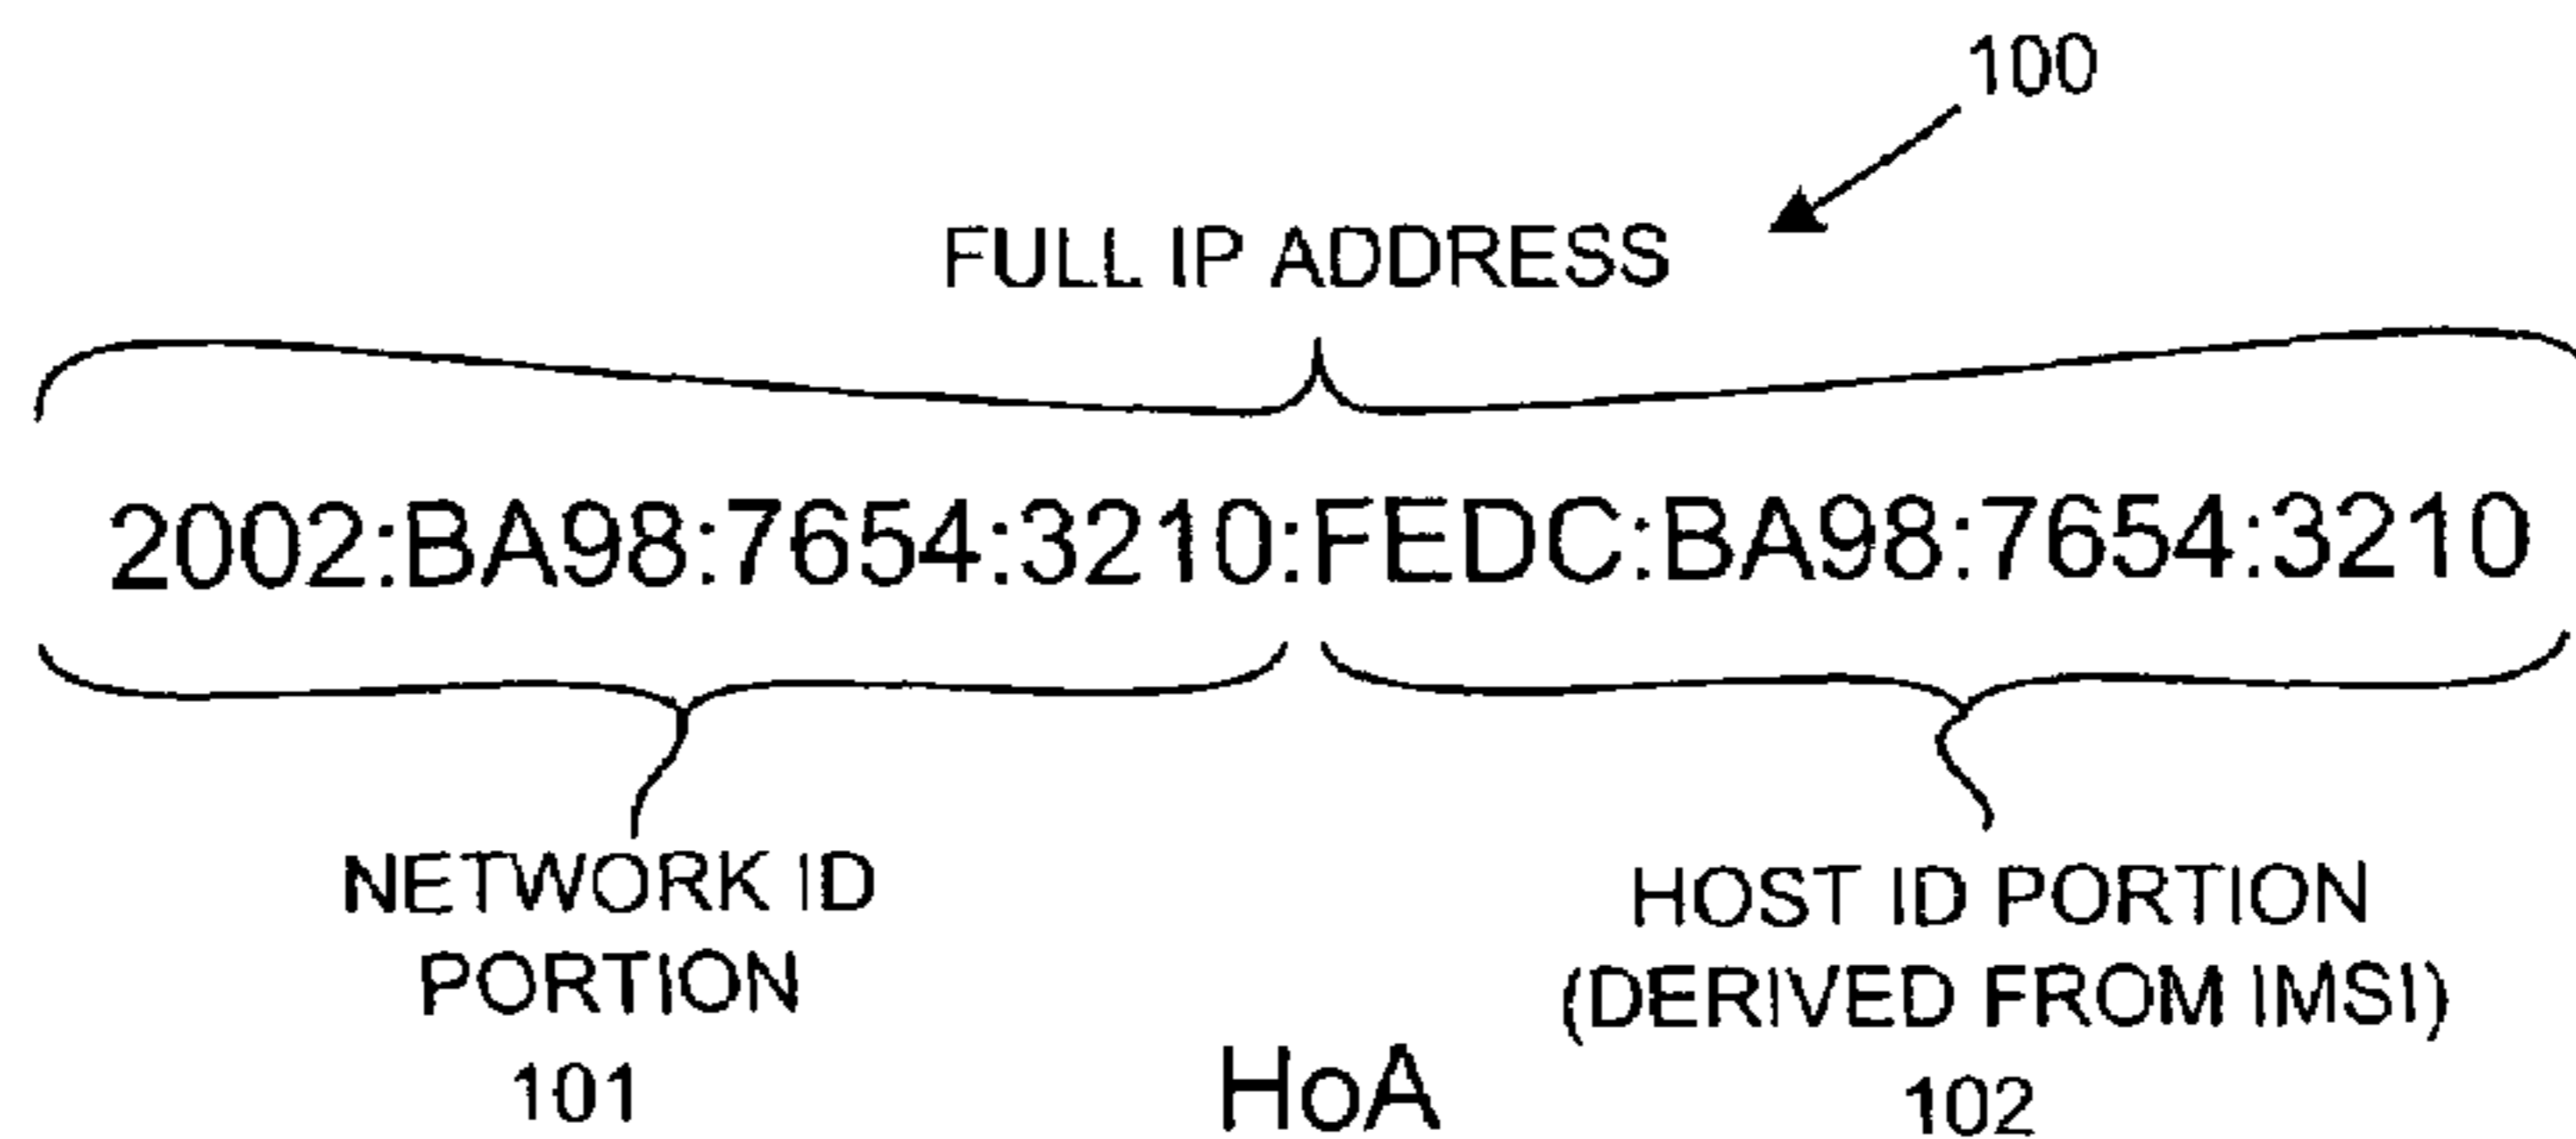 100
FULL IP ADDRESS
2002:BA98:7654:3210:FEDC:BA98:7654:3210
NETWORK ID
PORTION
101
HOST ID PORTION
(DERIVED FROM IMSI)
102
HoA